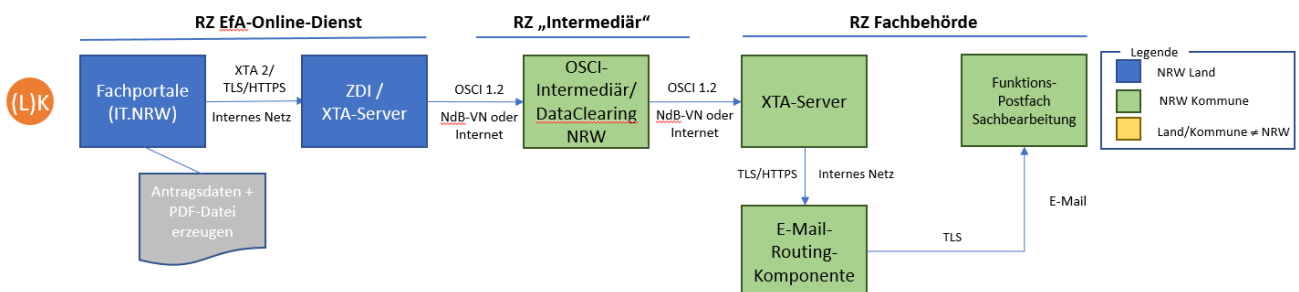 RZ EfA-Online-Dienst
RZ „Intermediär“
RZ Fachbehörde
(L)K
Fachportale
(IT.NRW)
XTA 2/
TLS/HTTPS
Internes Netz
ZDI /
XTA-Server
OSCI 1.2
NdB-VN oder
Internet
OSCI-
Intermediär/
DataClearing
NRW
OSCI 1.2
NdB-VN oder
Internet
XTA-Server
Funktions-
Postfach
Sachbearbeitung
Legende
NRW Land
NRW Kommune
Land/Kommune ≠ NRW
Antragsdaten +
PDF-Datei
erzeugen
TLS/HTTPS
Internes Netz
E-Mail-
Routing-
Komponente
TLS
E-Mail